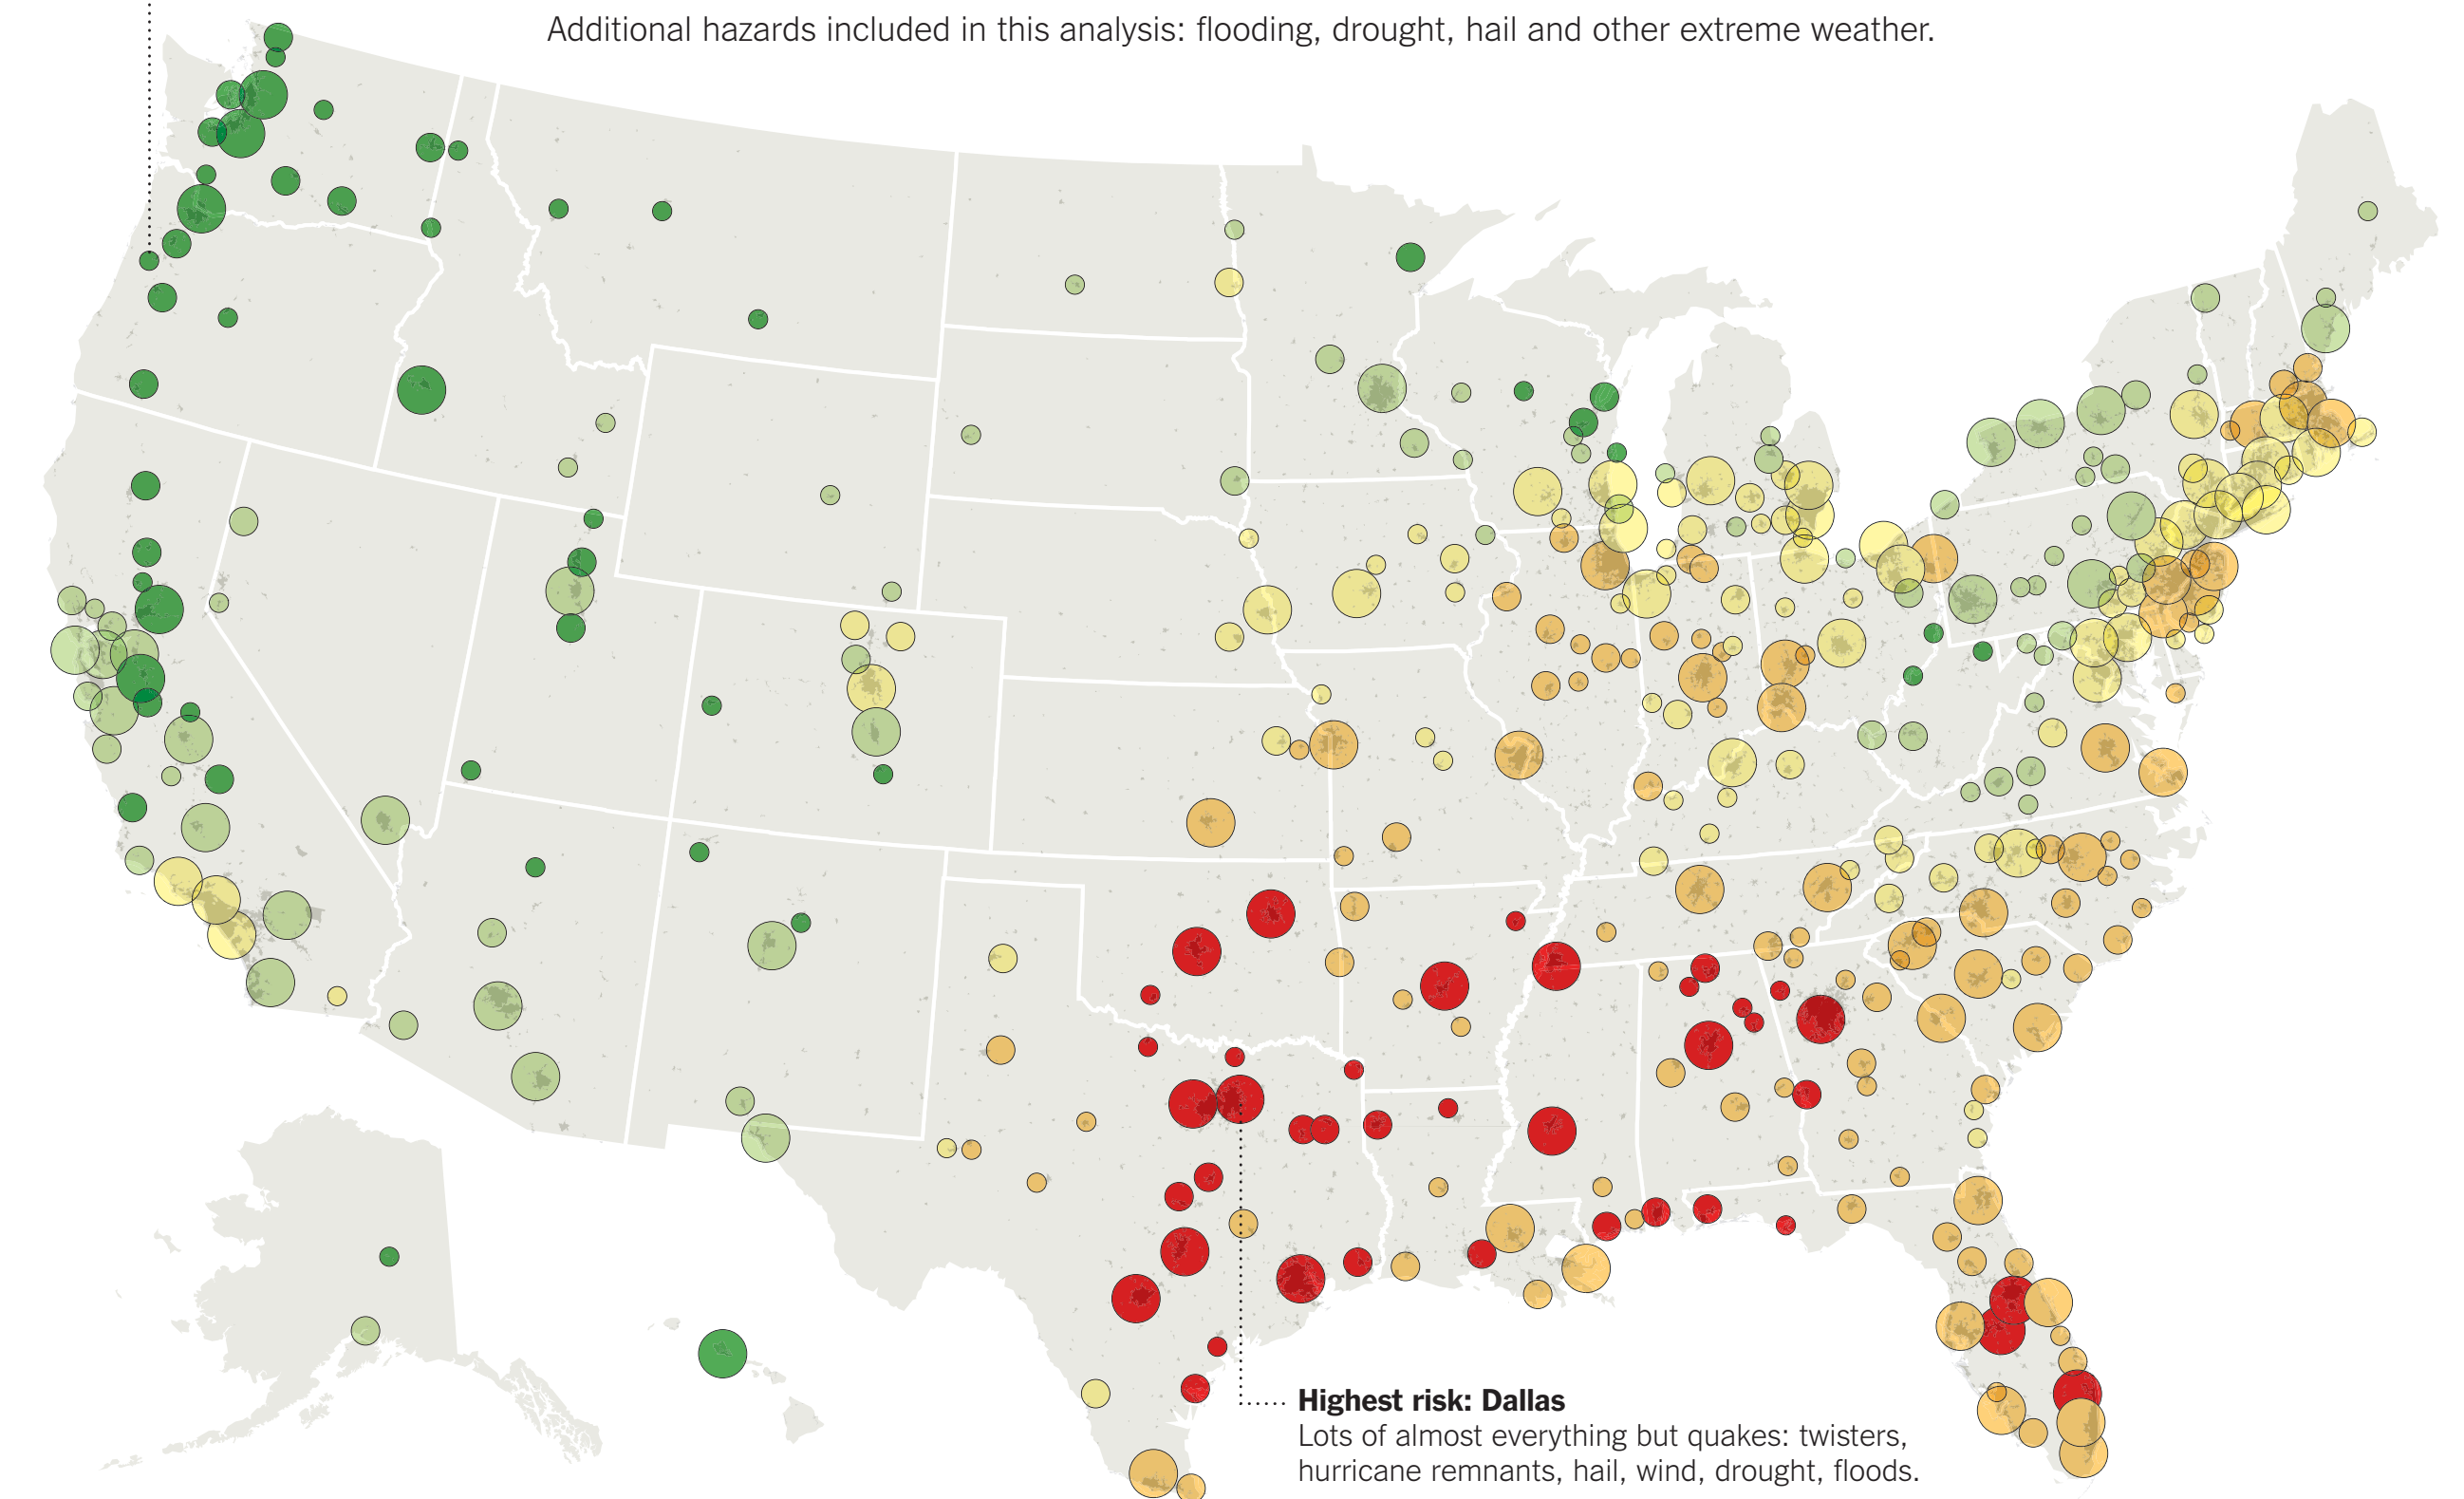 Additional hazards included in this analysis: flooding, drought, hail and other extreme weather.
Highest risk: Dallas
Lots of almost everything but quakes: twisters,
hurricane remnants, hail, wind, drought, floods.